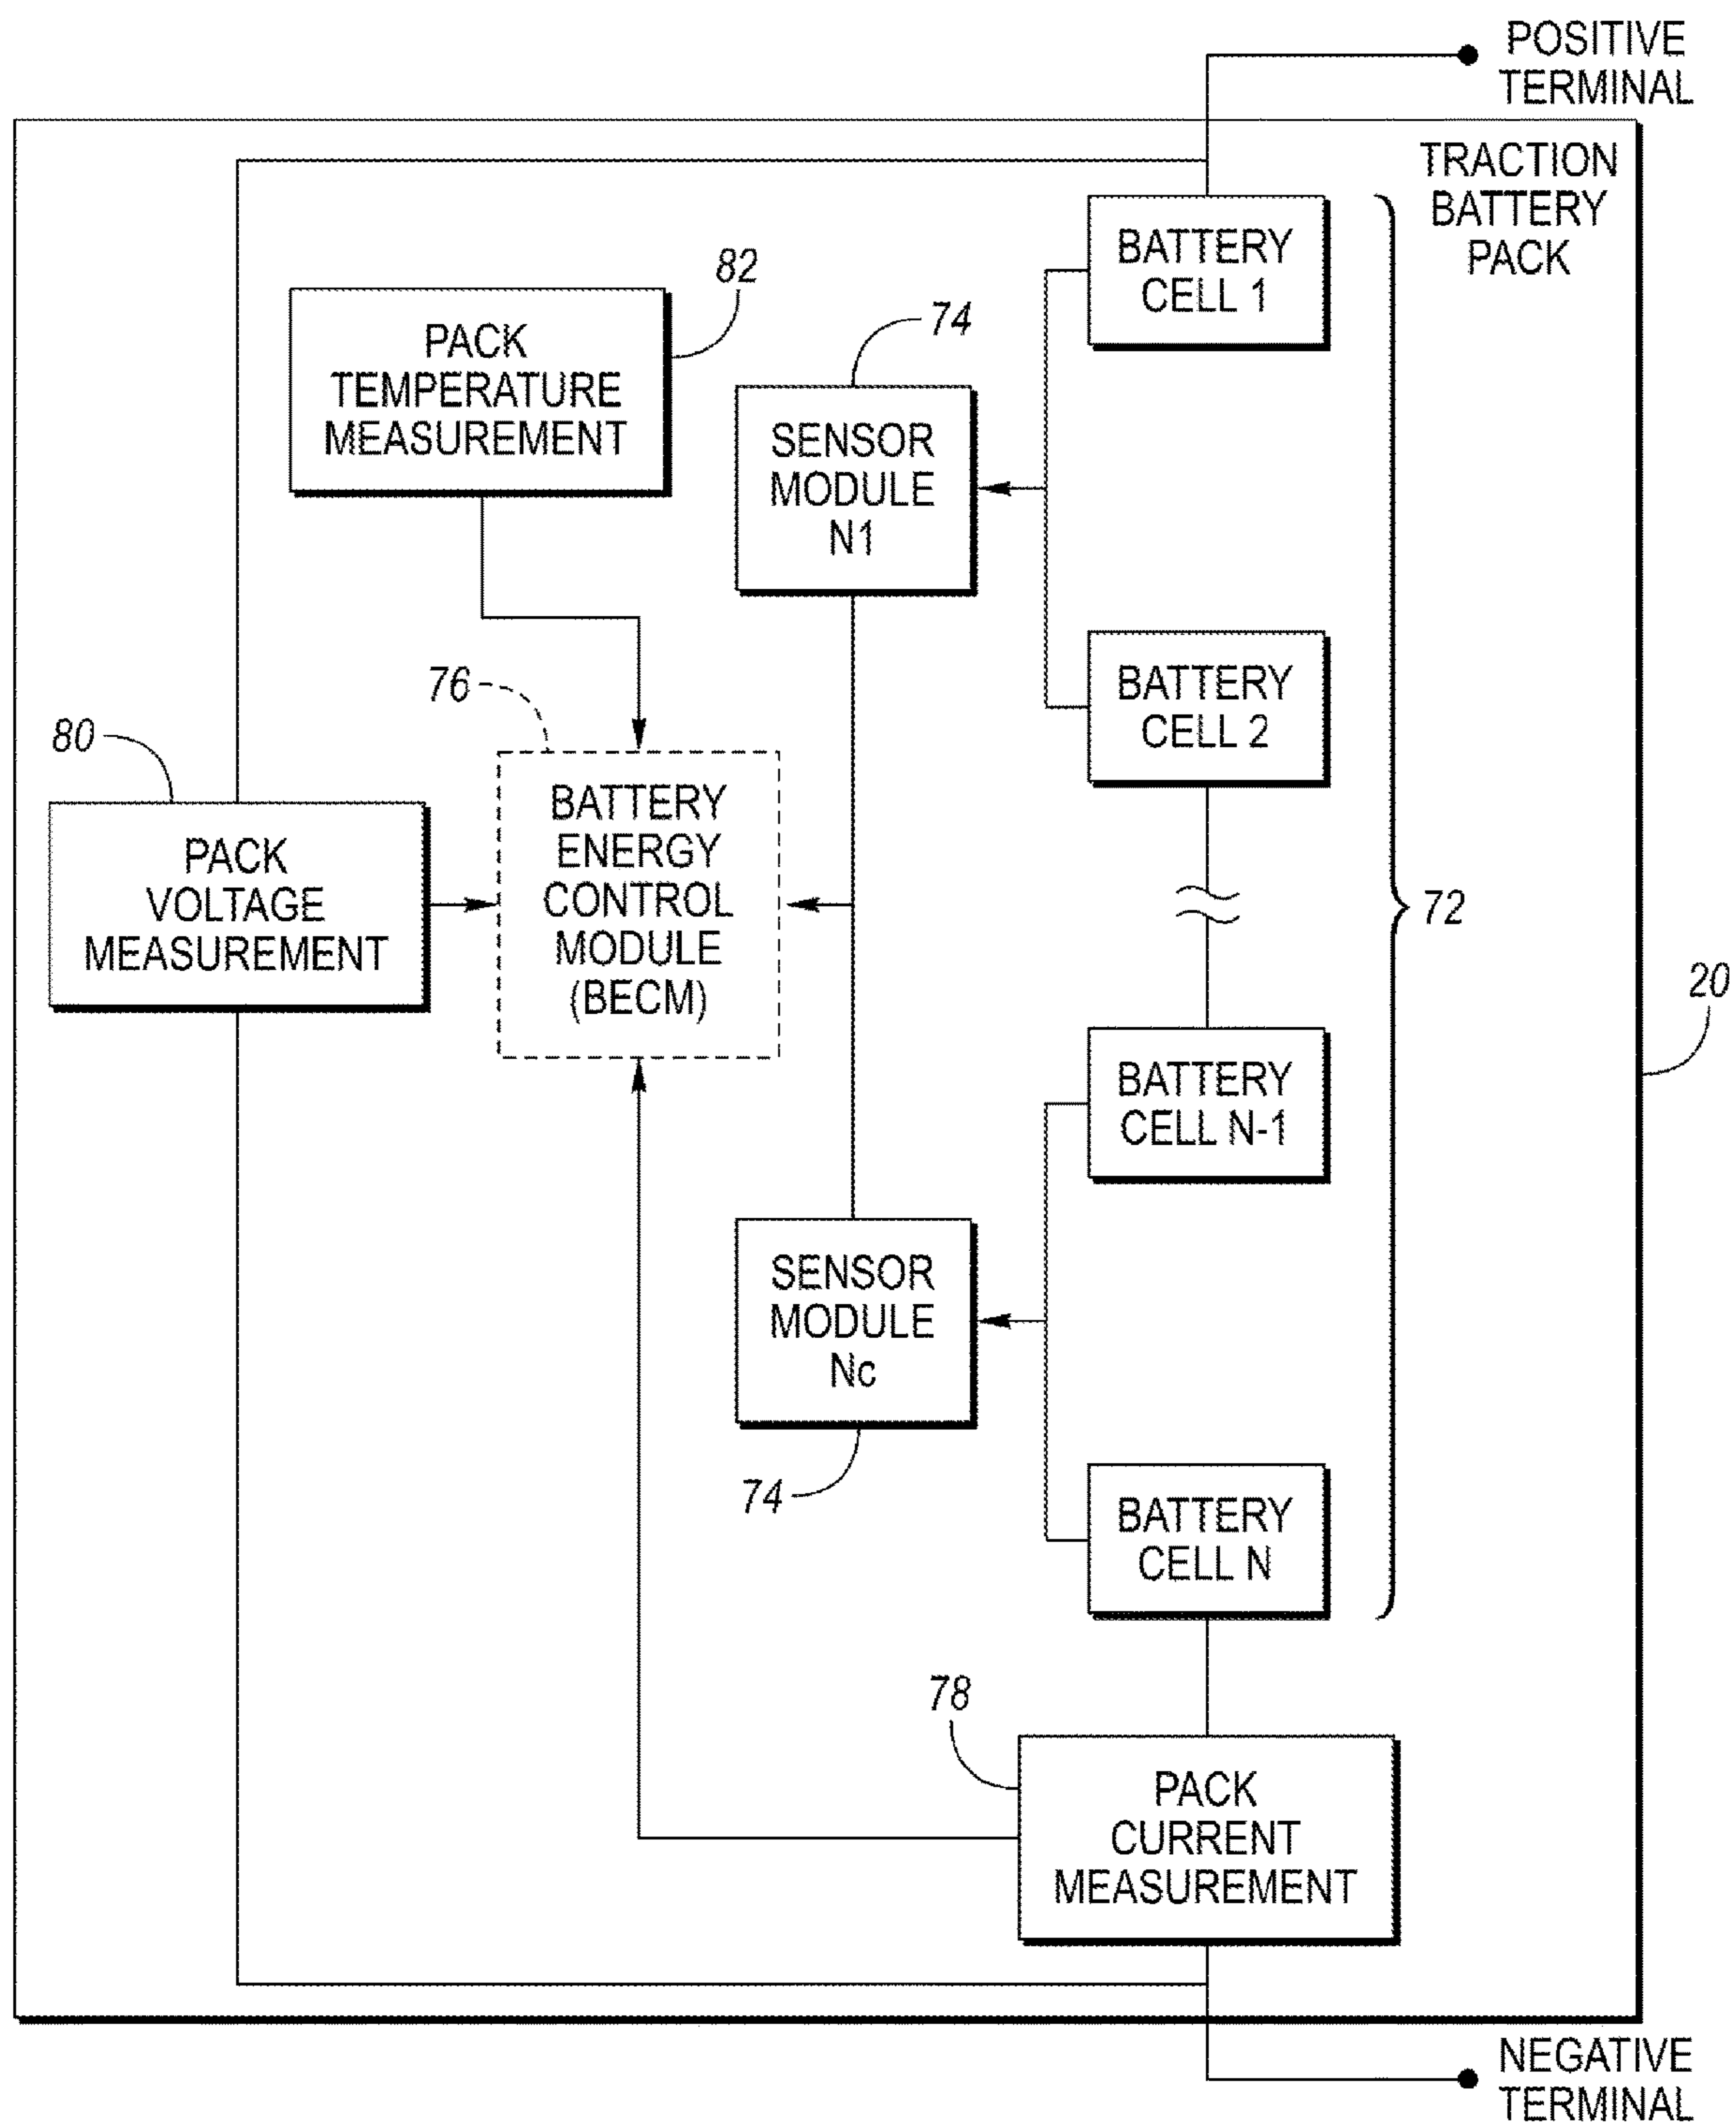 POSITIVE
TERMINAL
TRACTION
BATTERY
PACK
BATTERY
CELL 1
82
PACK
TEMPERATURE
MEASUREMENT
74
SENSOR
MODULE
N1
BATTERY
CELL 2
76
80
BATTERY
ENERGY
CONTROL
MODULE
(BECM)
PACK
VOLTAGE
MEASUREMENT
72
20
BATTERY
CELL N-1
SENSOR
MODULE
Nc
74
BATTERY
CELL N
78
PACK
CURRENT
MEASUREMENT
NEGATIVE
TERMINAL